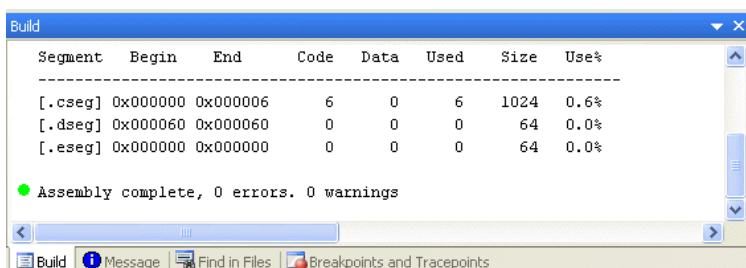 Build
Segment Begin End Code Data Used Size Use%
---------------------------------------------------------------
[.cseg] 0x000000 0x000006 6 0 6 1024 0.6%
[.dseg] 0x000060 0x000060 0 0 0 64 0.0%
[.eseg] 0x000000 0x000000 0 0 0 64 0.0%
Assembly complete, 0 errors. 0 warnings
Build Message Find in Files Breakpoints and Tracepoints